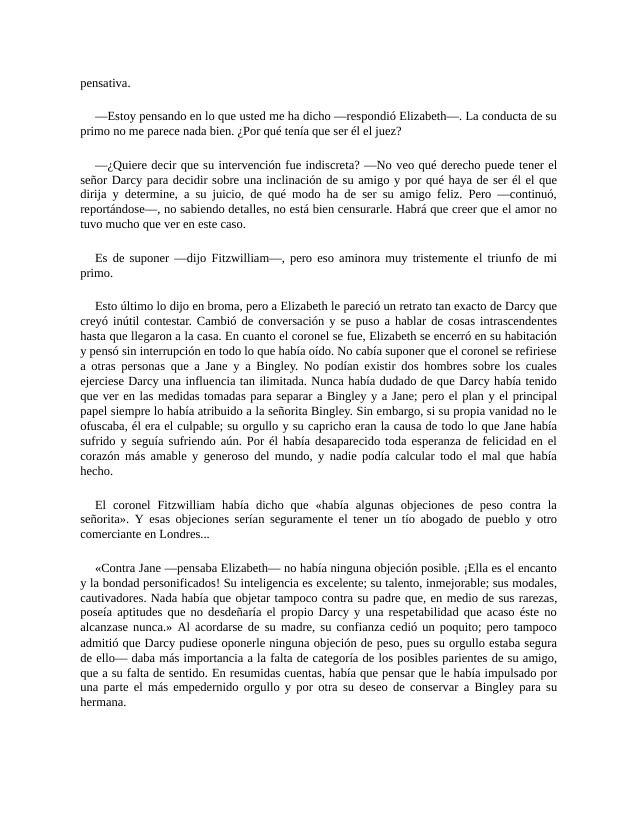 pensativa.
—Estoy pensando en lo que usted me ha dicho —respondió Elizabeth—. La conducta de su
primo no me parece nada bien. ¿Por qué tenía que ser él el juez?
—¿Quiere decir que su intervención fue indiscreta? —No veo qué derecho puede tener el
señor Darcy para decidir sobre una inclinación de su amigo y por qué haya de ser él el que
dirija y determine, a su juicio, de qué modo ha de ser su amigo feliz. Pero —continuó,
reportándose—, no sabiendo detalles, no está bien censurarle. Habrá que creer que el amor no
tuvo mucho que ver en este caso.
Es de suponer —dijo Fitzwilliam—, pero eso aminora muy tristemente el triunfo de mi
primo.
Esto último lo dijo en broma, pero a Elizabeth le pareció un retrato tan exacto de Darcy que
creyó inútil contestar. Cambió de conversación y se puso a hablar de cosas intrascendentes
hasta que llegaron a la casa. En cuanto el coronel se fue, Elizabeth se encerró en su habitación
y pensó sin interrupción en todo lo que había oído. No cabía suponer que el coronel se refiriese
a otras personas que a Jane y a Bingley. No podían existir dos hombres sobre los cuales
ejerciese Darcy una influencia tan ilimitada. Nunca había dudado de que Darcy había tenido
que ver en las medidas tomadas para separar a Bingley y a Jane; pero el plan y el principal
papel siempre lo había atribuido a la señorita Bingley. Sin embargo, si su propia vanidad no le
ofuscaba, él era el culpable; su orgullo y su capricho eran la causa de todo lo que Jane había
sufrido y seguía sufriendo aún. Por él había desaparecido toda esperanza de felicidad en el
corazón más amable y generoso del mundo, y nadie podía calcular todo el mal que había
hecho.
El coronel Fitzwilliam había dicho que «había algunas objeciones de peso contra la
señorita». Y esas objeciones serían seguramente el tener un tío abogado de pueblo y otro
comerciante en Londres...
«Contra Jane —pensaba Elizabeth— no había ninguna objeción posible. ¡Ella es el encanto
y la bondad personificados! Su inteligencia es excelente; su talento, inmejorable; sus modales,
cautivadores. Nada había que objetar tampoco contra su padre que, en medio de sus rarezas,
poseía aptitudes que no desdeñaría el propio Darcy y una respetabilidad que acaso éste no
alcanzase nunca.» Al acordarse de su madre, su confianza cedió un poquito; pero tampoco
admitió que Darcy pudiese oponerle ninguna objeción de peso, pues su orgullo estaba segura
de ello— daba más importancia a la falta de categoría de los posibles parientes de su amigo,
que a su falta de sentido. En resumidas cuentas, había que pensar que le había impulsado por
una parte el más empedernido orgullo y por otra su deseo de conservar a Bingley para su
hermana.